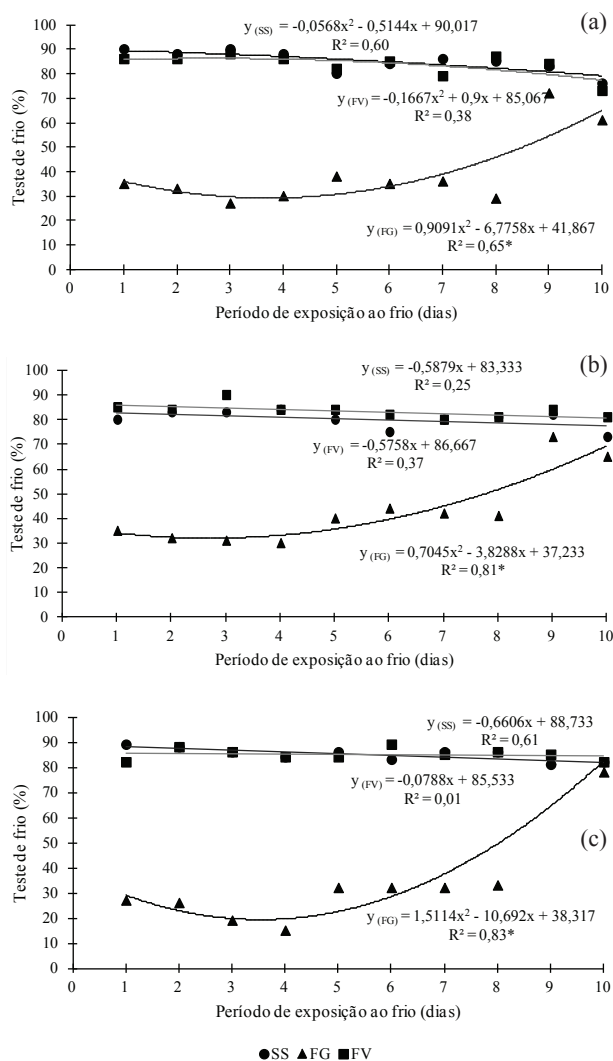 (a)
y (SS) = -0,0568x² - 0,5144x + 90,017
R² = 0,60
y (FV) = -0,1667x² + 0,9x + 85,067
R² = 0,38
y (FG) = 0,9091x² - 6,7758x + 41,867
R² = 0,65*
Teste de frio (%)
100
90
80
70
60
50
40
30
20
10
0
0 1 2 3 4 5 6 7 8 9 10
Período de exposição ao frio (dias)
(b)
y (SS) = -0,5879x + 83,333
R² = 0,25
y (FV) = -0,5758x + 86,667
R² = 0,37
y (FG) = 0,7045x² - 3,8288x + 37,233
R² = 0,81*
Teste de frio (%)
100
90
80
70
60
50
40
30
20
10
0
0 1 2 3 4 5 6 7 8 9 10
Período de exposição ao frio (dias)
y (SS) = -0,6606x + 88,733
R² = 0,61
y (FV) = -0,0788x + 85,533
R² = 0,01
(c)
y (FG) = 1,5114x² - 10,692x + 38,317
R² = 0,83*
Teste de frio (%)
100
90
80
70
60
50
40
30
20
10
0
0 1 2 3 4 5 6 7 8 9 10
Período de exposição ao frio (dias)
●SS ▲FG ■FV